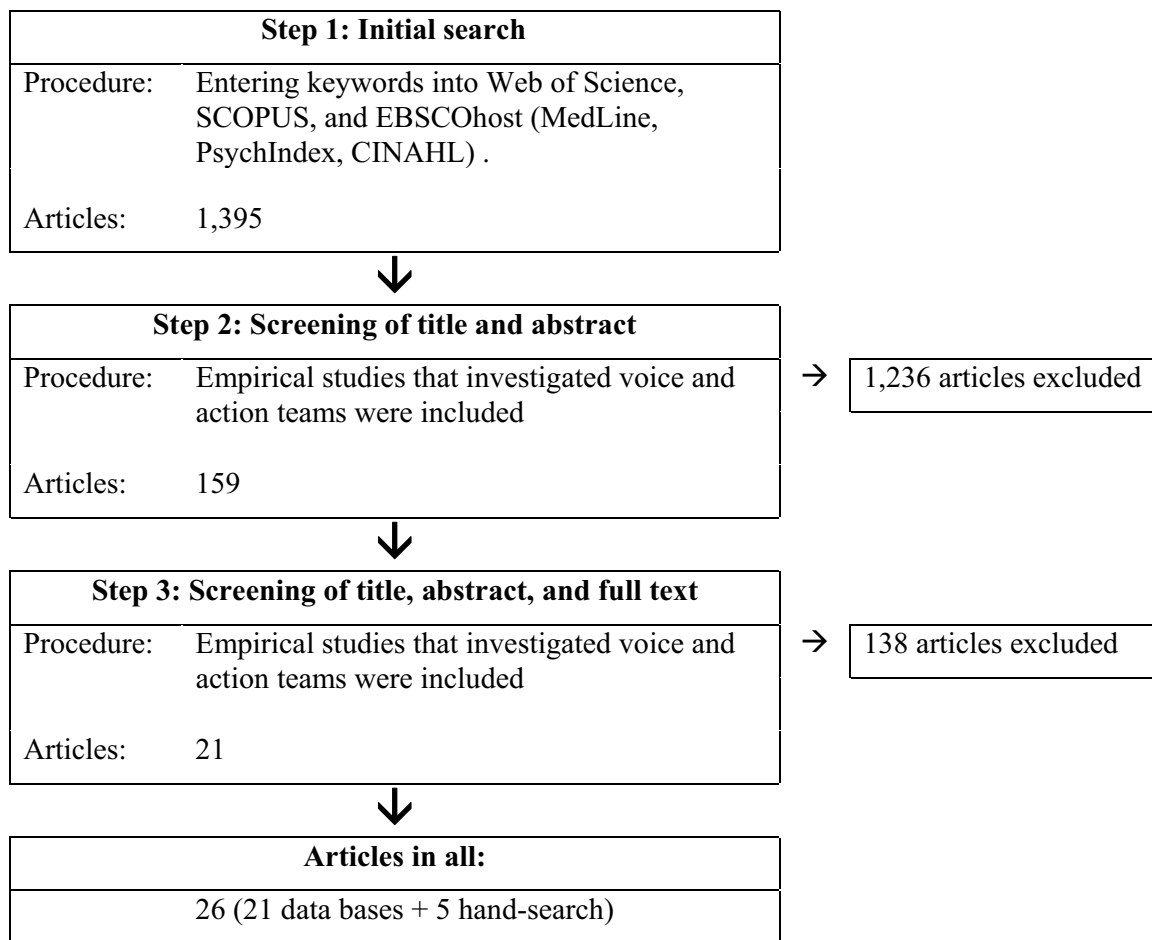 Step 1: Initial search
Procedure: Entering keywords into Web of Science,
SCOPUS, and EBSCOhost (MedLine,
PsychIndex, CINAHL) .
Articles: 1,395
↓
Step 2: Screening of title and abstract
Procedure: Empirical studies that investigated voice and
action teams were included
→ 1,236 articles excluded
Articles: 159
↓
Step 3: Screening of title, abstract, and full text
Procedure: Empirical studies that investigated voice and
action teams were included
→ 138 articles excluded
Articles: 21
↓
Articles in all:
26 (21 data bases + 5 hand-search)